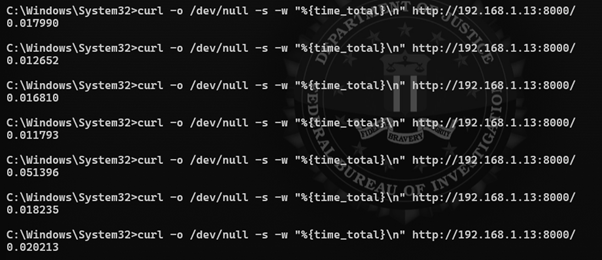 C:\Windows\System32>curl -o /dev/null -s -w "%{time_total}\n" http://192.168.1.13:8000/
0.017990
C:\Windows\System32>curl -o /dev/null -s -w "%{time_total}\n" http://192.168.1.13:8000/
0.012652
C:\Windows\System32>curl -o /dev/null -s -w "%{time_total}\n" http://192.168.1.13:8000/
0.016810
C:\Windows\System32>curl -o /dev/null -s -w "%{time_total}\n" http://192.168.1.13:8000/
0.011793
C:\Windows\System32>curl -o /dev/null -s -w "%{time_total}\n" http://192.168.1.13:8000/
0.051396
C:\Windows\System32>curl -o /dev/null -s -w "%{time_total}\n" http://192.168.1.13:8000/
0.018235
C:\Windows\System32>curl -o /dev/null -s -w "%{time_total}\n" http://192.168.1.13:8000/
0.020213
DEPARTMENT OF JUSTICE
FEDERAL BUREAU OF INVESTIGATION
BRAVERY